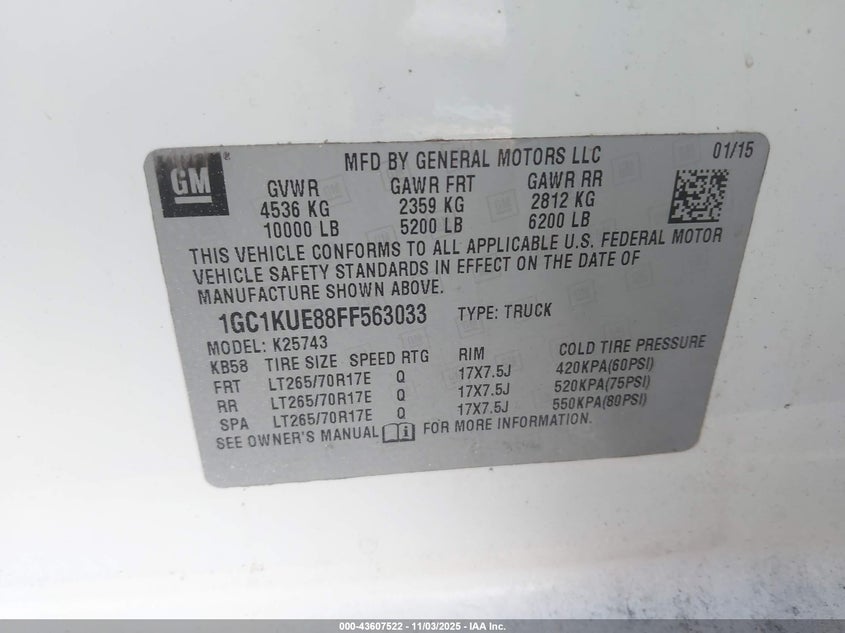 GM ® MFD BY GENERAL MOTORS LLC 01/15
GVWR GAWR FRT GAWR RR
4536 KG 2359 KG 2812 KG
10000 LB 5200 LB 6200 LB
THIS VEHICLE CONFORMS TO ALL APPLICABLE U.S. FEDERAL MOTOR
VEHICLE SAFETY STANDARDS IN EFFECT ON THE DATE OF
MANUFACTURE SHOWN ABOVE.
1GC1KUE88FF563033 TYPE: TRUCK
MODEL: K25743
KB58 TIRE SIZE SPEED RTG RIM COLD TIRE PRESSURE
FRT LT265/70R17E Q 17X7.5J 420KPA(60PSI)
RR LT265/70R17E Q 17X7.5J 520KPA(75PSI)
SPA LT265/70R17E Q 17X7.5J 550KPA(80PSI)
SEE OWNER'S MANUAL FOR MORE INFORMATION.
000-43607522 - 11/03/2025 - IAA Inc.